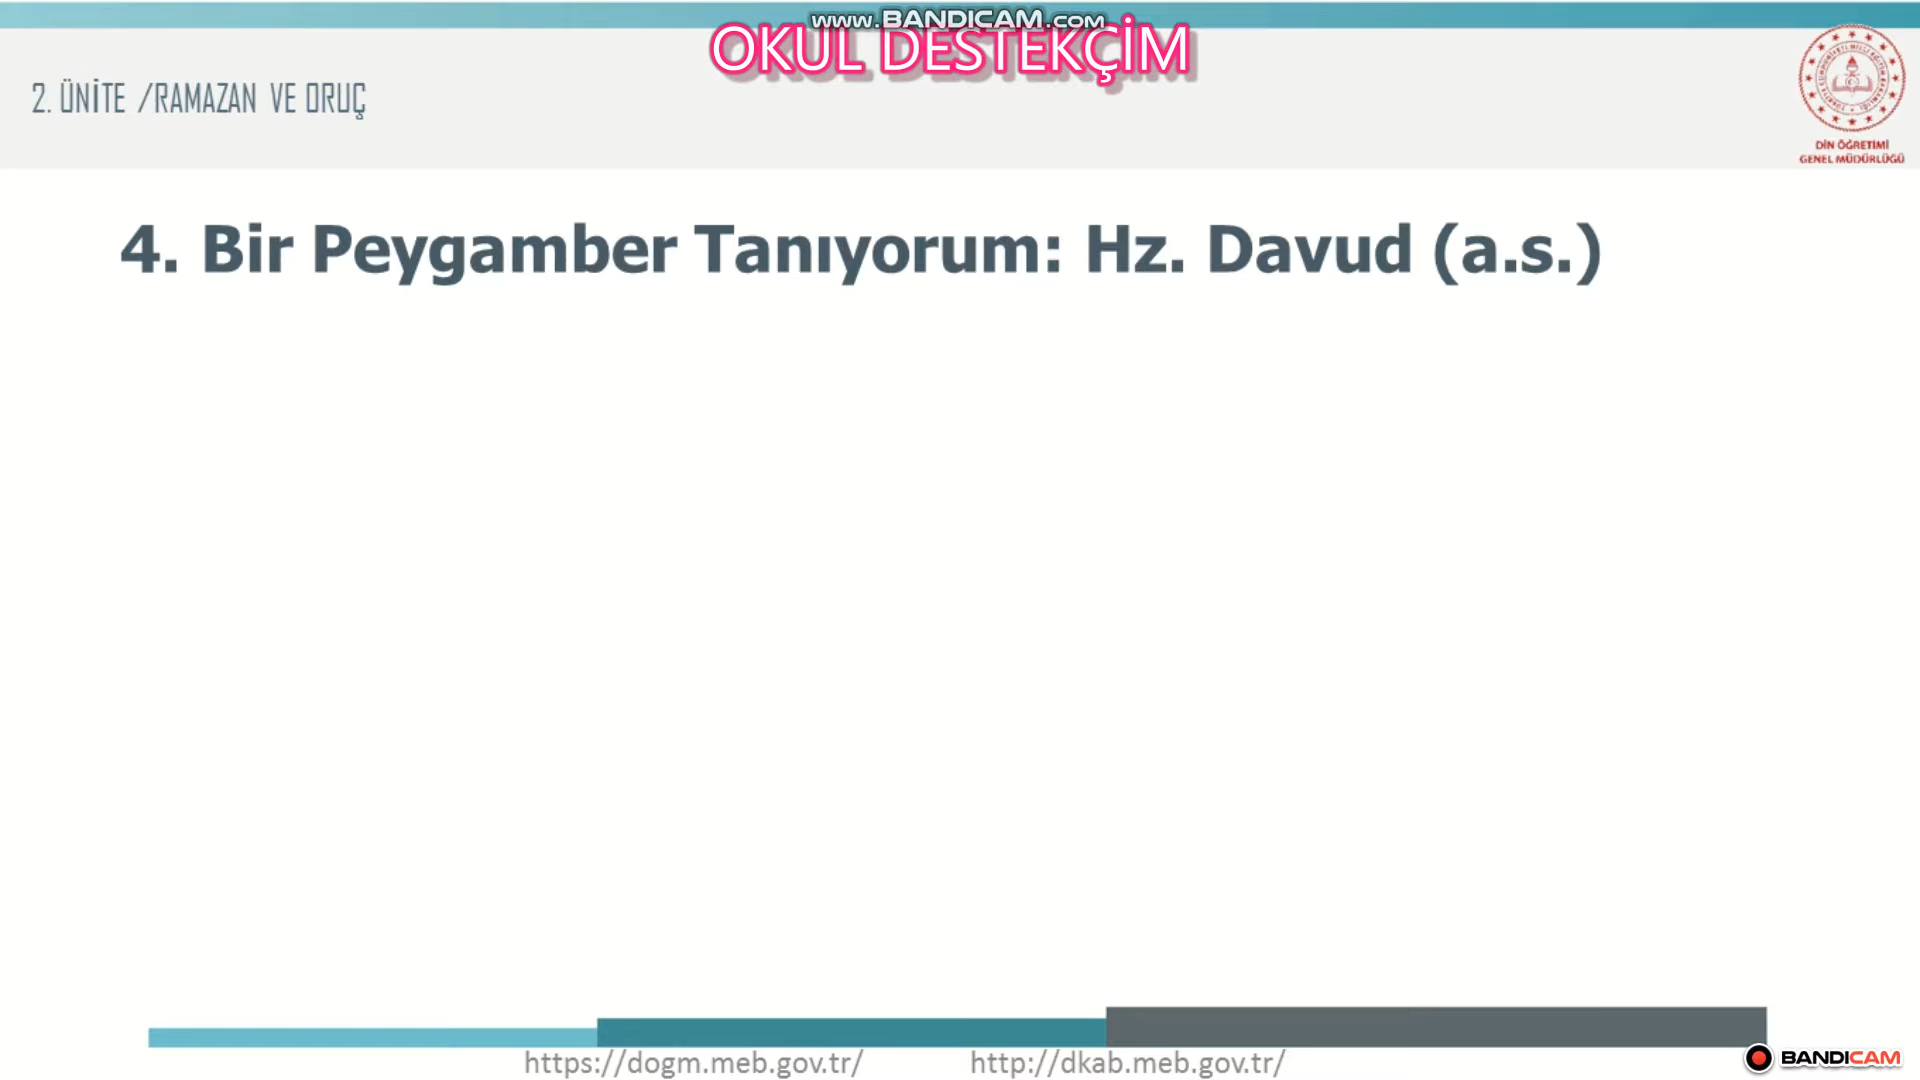 www.BANDICAM.com
OKUL DESTEKÇİM
2. ÜNİTE /RAMAZAN VE ORUÇ
DİN ÖĞRETİMİ
GENEL MÜDÜRLÜĞÜ
4. Bir Peygamber Tanıyorum: Hz. Davud (a.s.)
https://dogm.meb.gov.tr/ http://dkab.meb.gov.tr/
BANDICAM